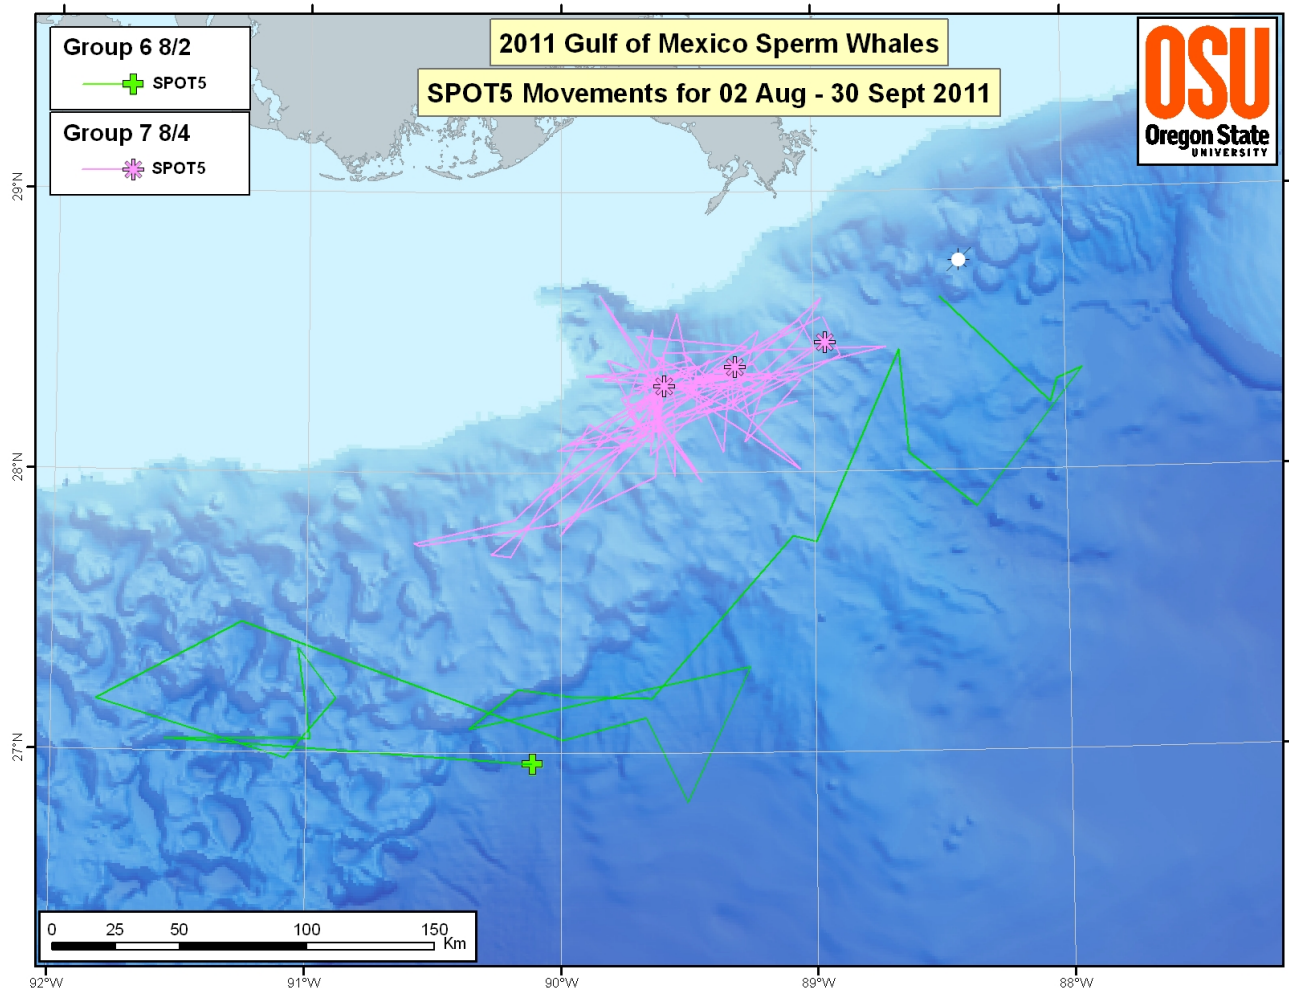 2011 Gulf of Mexico Sperm Whales
SPOT5 Movements for 02 Aug - 30 Sept 2011
Group 6 8/2
SPOT5
Group 7 8/4
SPOT5
OSU
Oregon State
UNIVERSITY
29°N
28°N
27°N
0 25 50 100 150
Km
92°W 91°W 90°W 89°W 88°W